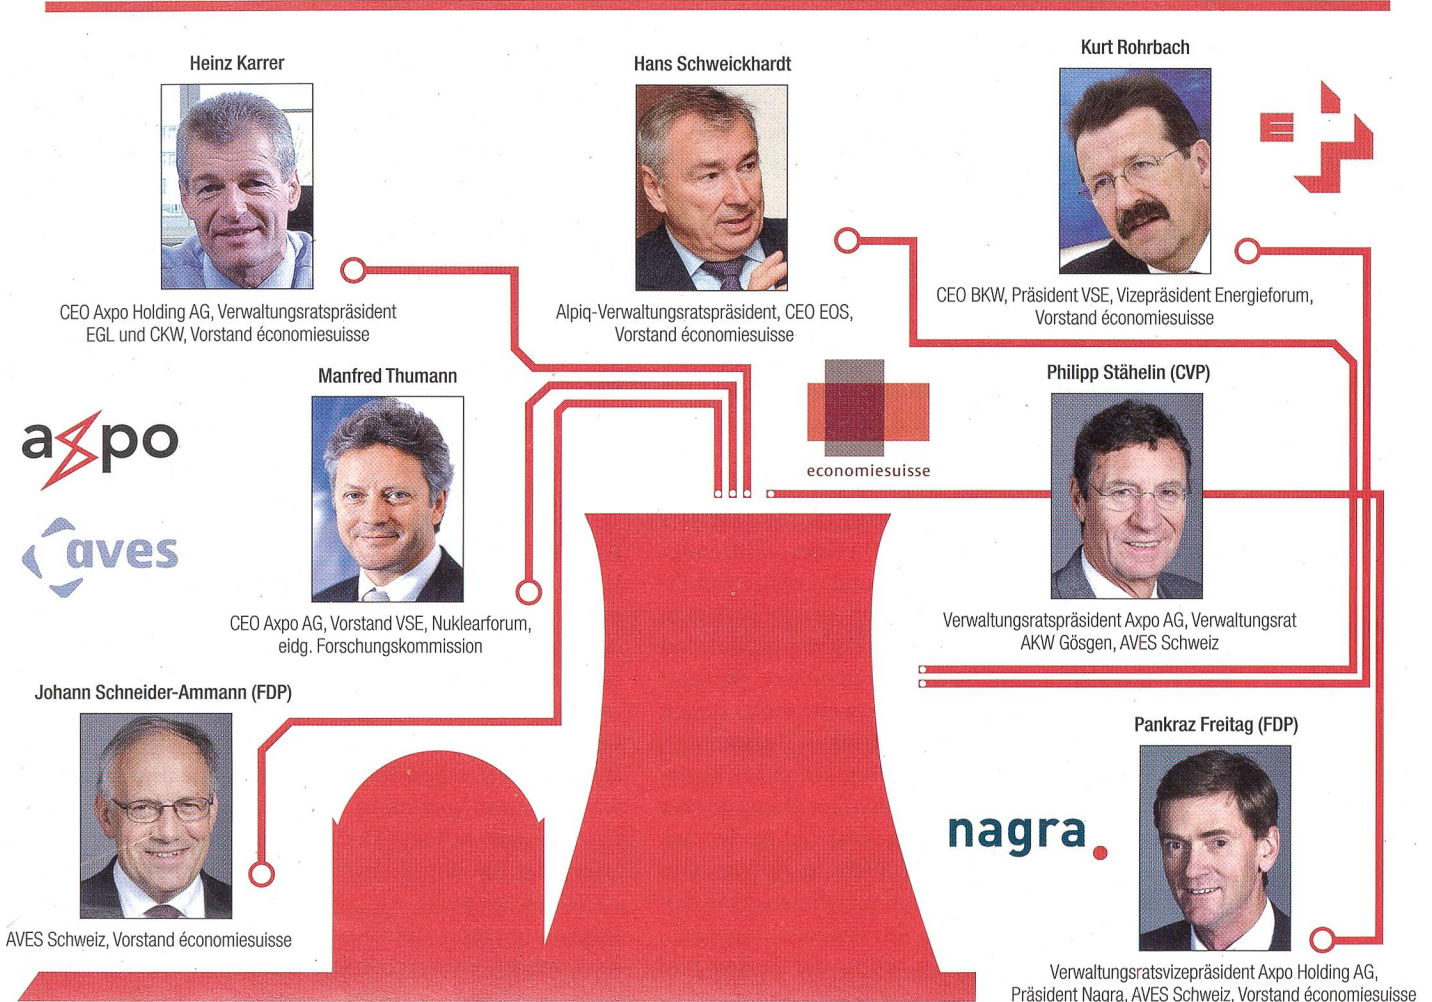 Heinz Karrer
CEO Axpo Holding AG, Verwaltungsratspräsident
EGL und CKW, Vorstand économiesuisse
Hans Schweickhardt
Alpiq-Verwaltungsratspräsident, CEO EOS,
Vorstand économiesuisse
Kurt Rohrbach
E
CEO BKW, Präsident VSE, Vizepräsident Energieforum,
Vorstand économiesuisse
axpo
aves
Manfred Thumann
CEO Axpo AG, Vorstand VSE, Nuklearforum,
eidg. Forschungskommission
economiesuisse
Philipp Stähelin (CVP)
Verwaltungsratspräsident Axpo AG, Verwaltungsrat
AKW Gösgen, AVES Schweiz
Johann Schneider-Ammann (FDP)
AVES Schweiz, Vorstand économiesuisse
nagra.
Pankraz Freitag (FDP)
Verwaltungsratsvizepräsident Axpo Holding AG,
Präsident Nagra, AVES Schweiz, Vorstand économiesuisse